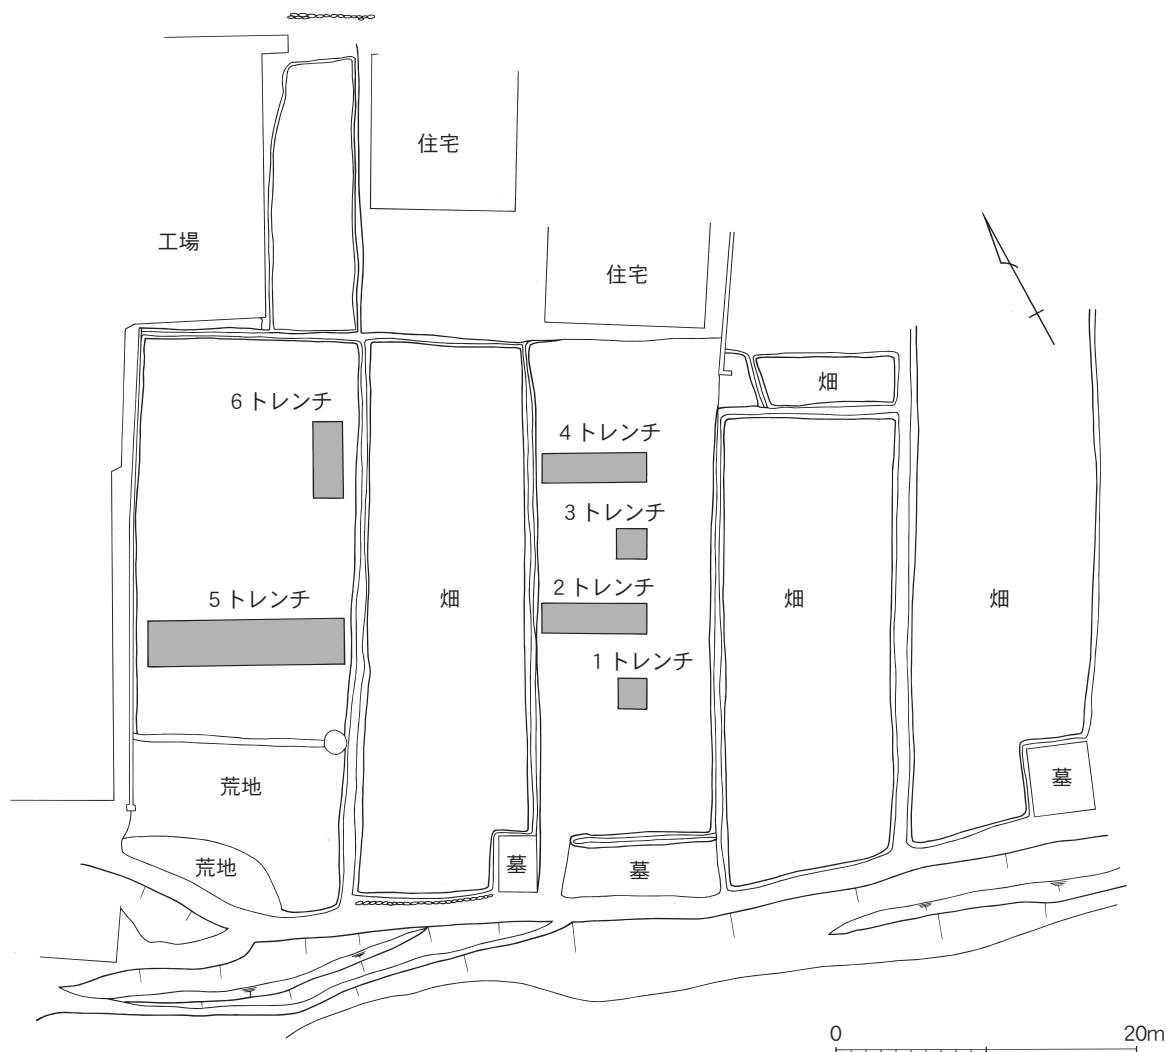 住宅
工場
住宅
畑
6 トレンチ
4 トレンチ
3 トレンチ
2 トレンチ
5 トレンチ
畑
畑
畑
1 トレンチ
荒地
墓
荒地
墓
墓
0
20m